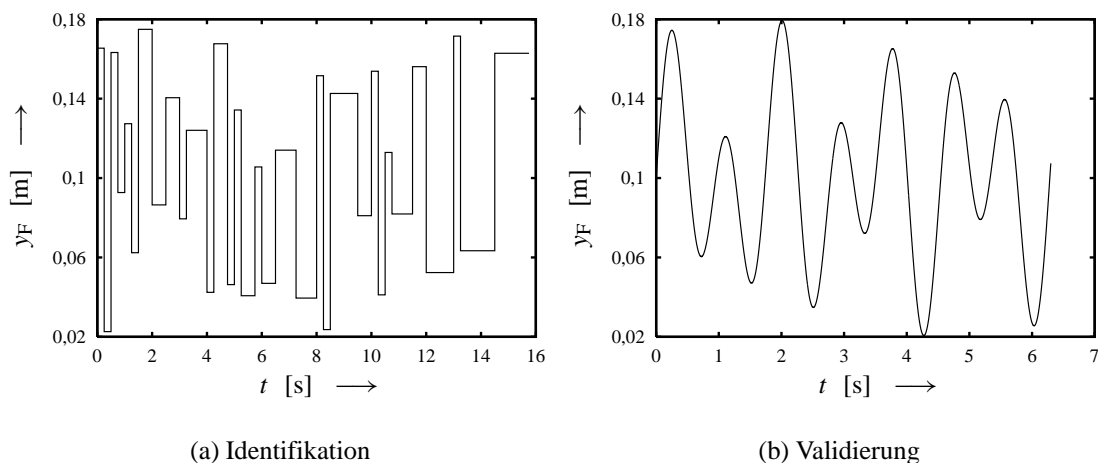 0,18
0,14
0,1
0,06
0,02
yF [m]
0 2 4 6 8 10 12 14 16
t [s]
(a) Identifikation
0,18
0,14
0,1
0,06
0,02
yF [m]
0 1 2 3 4 5 6 7
t [s]
(b) Validierung